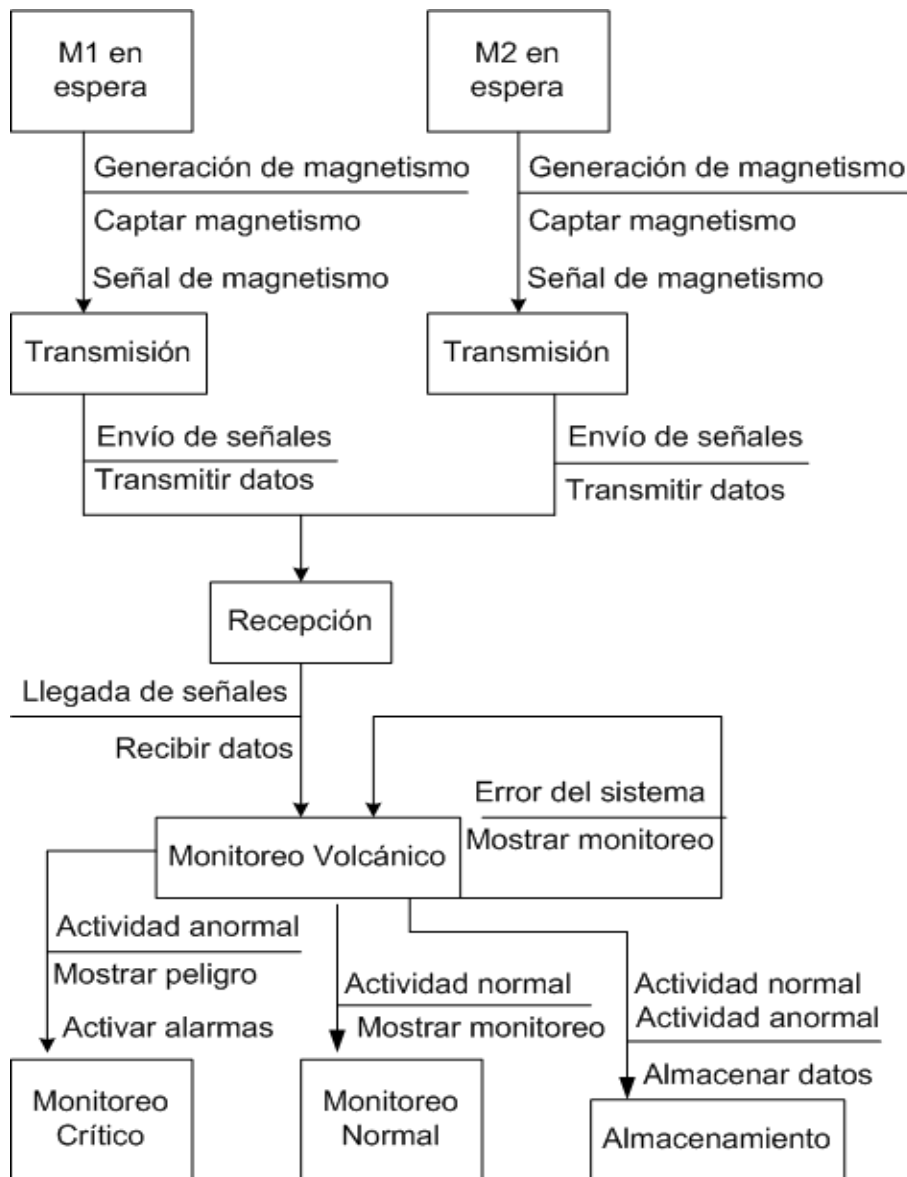 M1 en
espera
M2 en
espera
Generación de magnetismo
Captar magnetismo
Señal de magnetismo
Generación de magnetismo
Captar magnetismo
Señal de magnetismo
Transmisión
Transmisión
Envío de señales
Transmitir datos
Envío de señales
Transmitir datos
Recepción
Llegada de señales
Recibir datos
Error del sistema
Mostrar monitoreo
Monitoreo Volcánico
Actividad anormal
Mostrar peligro
Activar alarmas
Actividad normal
Mostrar monitoreo
Actividad normal
Actividad anormal
Almacenar datos
Monitoreo
Crítico
Monitoreo
Normal
Almacenamiento